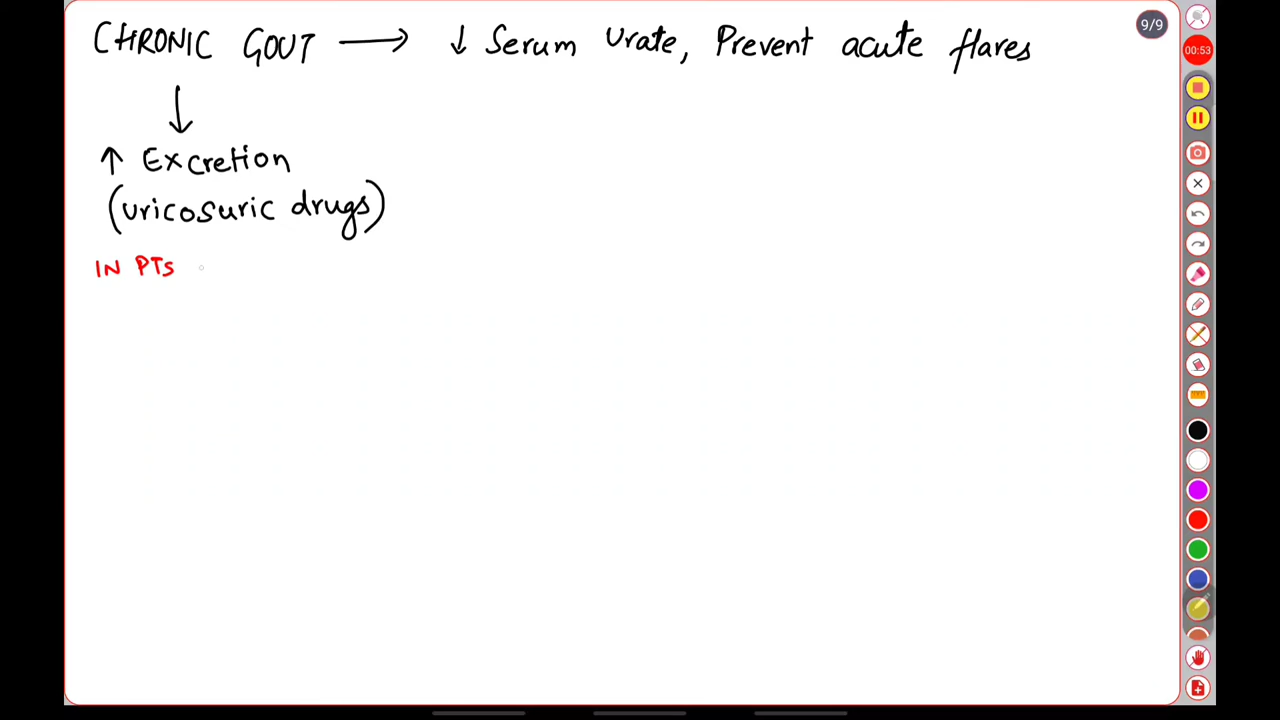 CHRONIC GOUT → ↓ Serum Urate, Prevent acute flares
9/9
00:53
↓
↑ Excretion
(uricosuric drugs)
IN PTs